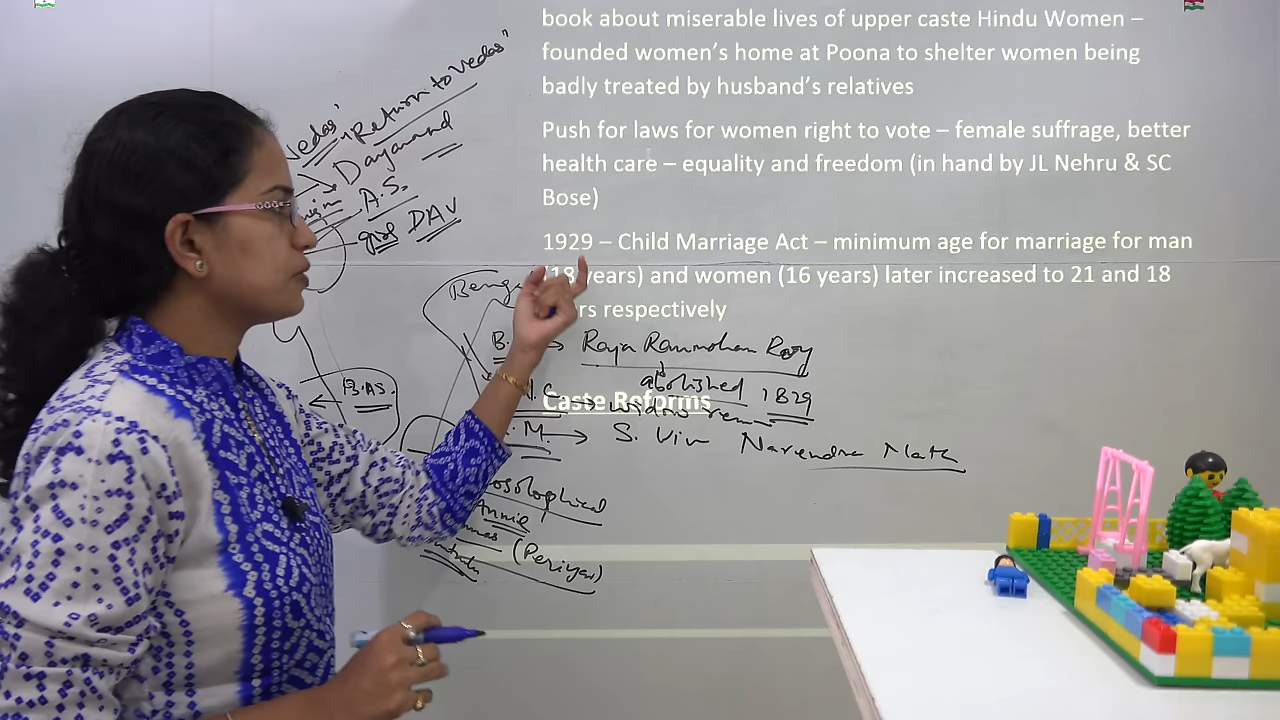 book about miserable lives of upper caste Hindu Women –
founded women's home at Poona to shelter women being
badly treated by husband's relatives
Push for laws for women right to vote – female suffrage, better
health care – equality and freedom (in hand by JL Nehru & SC
Bose)
1929 – Child Marriage Act – minimum age for marriage for man
(18 years) and women (16 years) later increased to 21 and 18
respectively
Caste Reforms
"Return to Vedas"
Dayanand
A.S.
DAV
B.
Raja Rammohan Roy
abolished 1829
widow
M. → S. Viv Narendra Math
Annie
(Periyar)